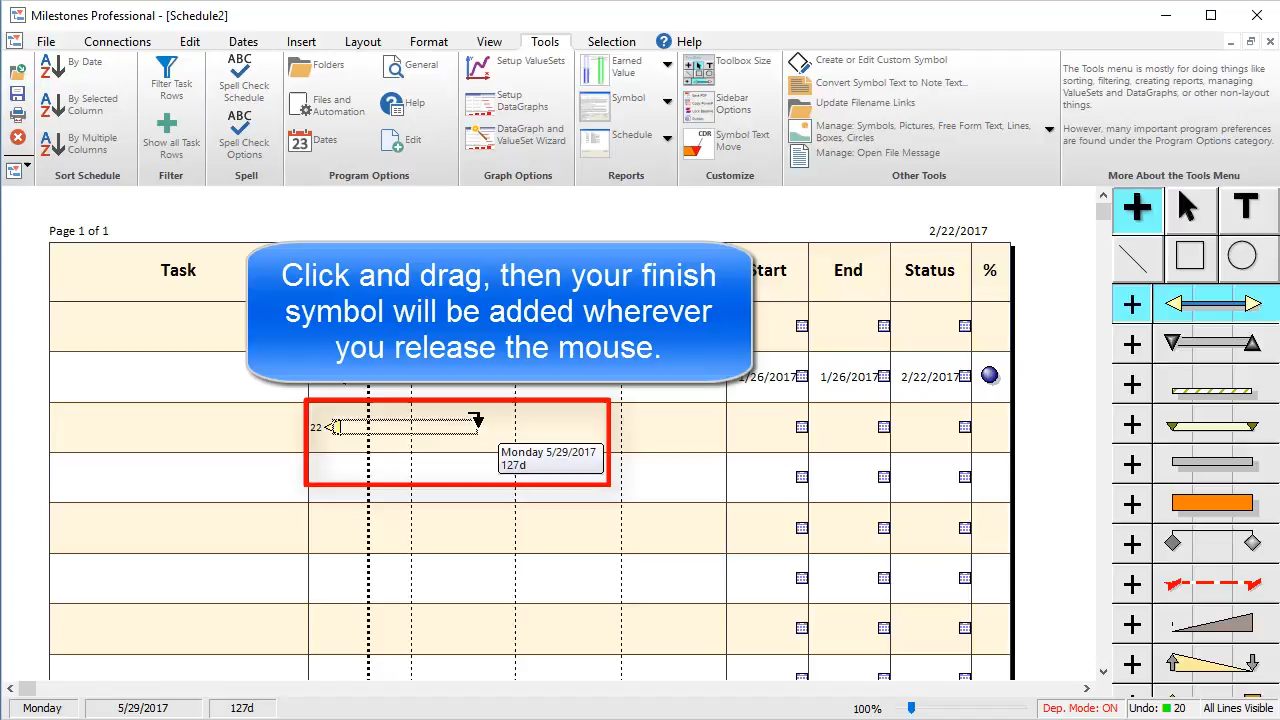 Milestones Professional - [Schedule2]
File Connections Edit Dates Insert Layout Format View Tools Selection ? Help
By Date
By Selected
Column
By Multiple
Columns
Sort Schedule
Filter Task
Rows
Show all Task
Rows
Filter
ABC
Spell Check
Schedule
ABC
Spell Check
Options
Spell
Folders
Files and
Automation
23 Dates
General
? Help
Edit
Program Options
Setup ValueSets
Setup
DataGraphs
DataGraph and
ValueSet Wizard
Graph Options
Earned
Value
Symbol
Schedule
Reports
Toolbox Size
Sidebar
Options
CDR
Symbol Text
Move
Customize
Create or Edit Custom Symbol
Convert Symbol Text to Note Text...
Update Filename Links
Manage: Symbols, Pictures, Free Form Text, Lines
Boxes, Circles
Manage: Open File Message
Other Tools
The Tools menu is mostly for doing things like
sorting, filtering, creating reports, managing
ValueSets and DataGraphs, or other non-layout
things.
However, many important program preferences
are found under the Program Options category.
More About the Tools Menu
T
Page 1 of 1 2/22/2017
Task End Status %
Click and drag, then your finish
symbol will be added wherever
you release the mouse.
1/26/2017 1/26/2017 2/22/2017
22
Monday 5/29/2017
127d
Monday 5/29/2017 127d 100% Dep. Mode: ON Undo: 20 All Lines Visible